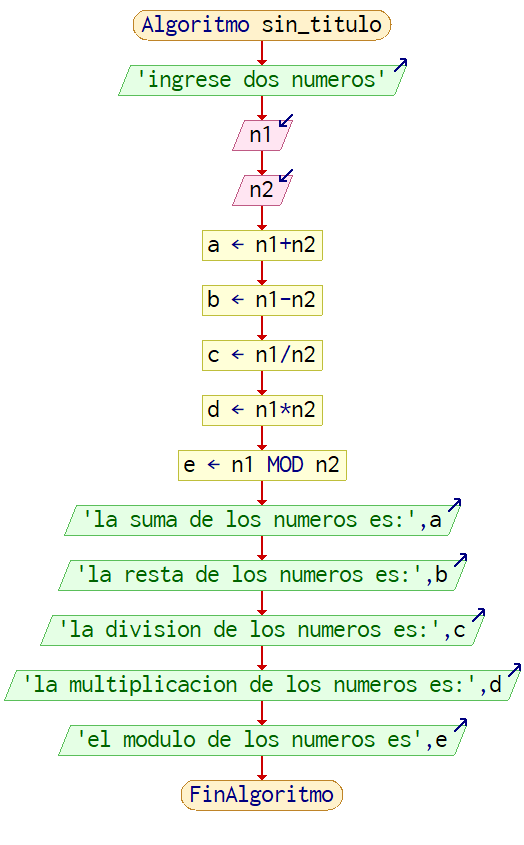 Algoritmo sin_titulo
'ingrese dos numeros'
n1
n2
a ← n1+n2
b ← n1-n2
c ← n1/n2
d ← n1*n2
e ← n1 MOD n2
'la suma de los numeros es:',a
'la resta de los numeros es:',b
'la division de los numeros es:',c
'la multiplicacion de los numeros es:',d
'el modulo de los numeros es',e
FinAlgoritmo